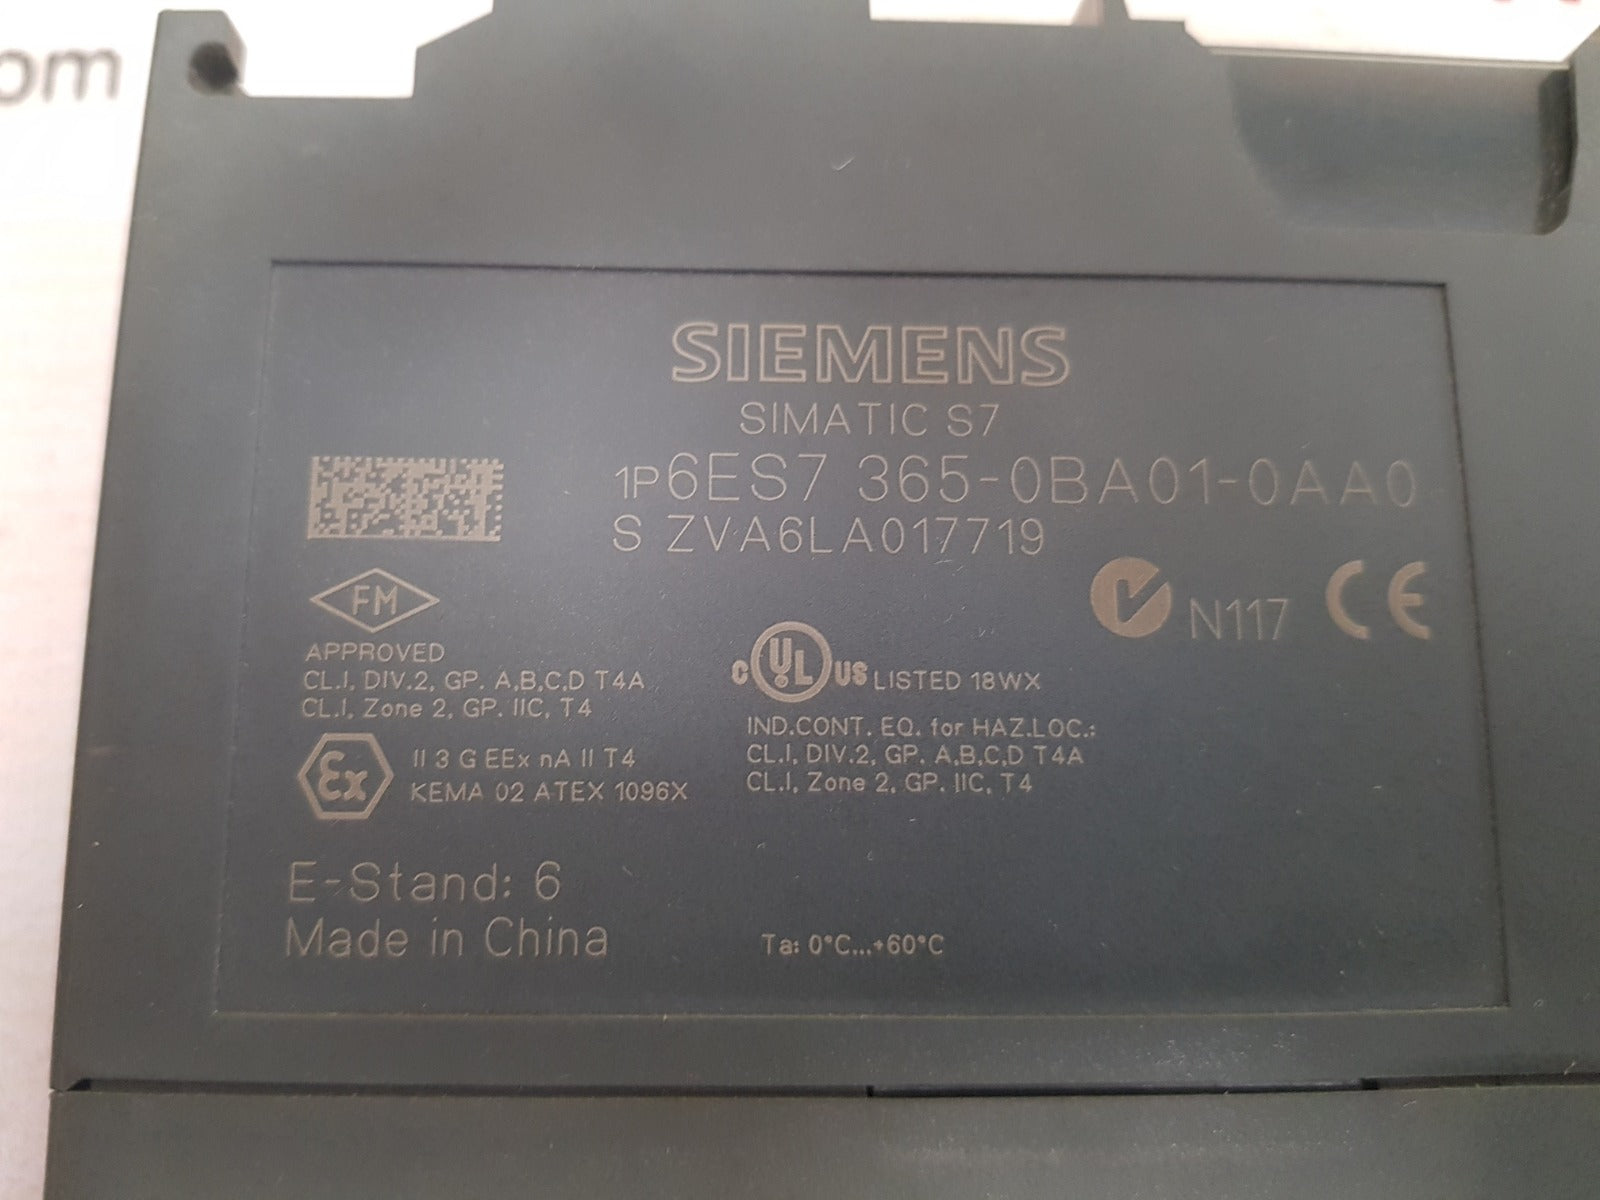 om
SIEMENS
SIMATIC S7
1P6ES7 365-0BA01-0AA0
S ZVA6LA017719
FM
N117 CE
APPROVED
CL.I, DIV.2, GP. A,B,C,D T4A
CL.I, Zone 2, GP. IIC, T4
c UL US LISTED 18WX
IND.CONT. EQ. for HAZ.LOC.:
CL.I, DIV.2, GP. A,B,C,D T4A
CL.I, Zone 2, GP. IIC, T4
Ex II 3 G EEx nA II T4
KEMA 02 ATEX 1096X
E-Stand: 6
Made in China
Ta: 0°C...+60°C